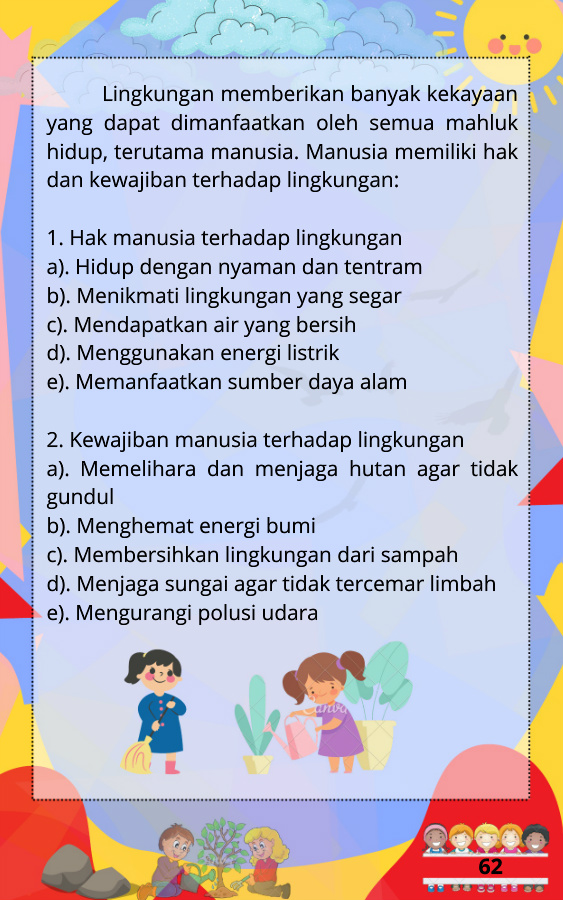 Lingkungan memberikan banyak kekayaan
yang dapat dimanfaatkan oleh semua mahluk
hidup, terutama manusia. Manusia memiliki hak
dan kewajiban terhadap lingkungan:
1. Hak manusia terhadap lingkungan
a). Hidup dengan nyaman dan tentram
b). Menikmati lingkungan yang segar
c). Mendapatkan air yang bersih
d). Menggunakan energi listrik
e). Memanfaatkan sumber daya alam
2. Kewajiban manusia terhadap lingkungan
a). Memelihara dan menjaga hutan agar tidak
gundul
b). Menghemat energi bumi
c). Membersihkan lingkungan dari sampah
d). Menjaga sungai agar tidak tercemar limbah
e). Mengurangi polusi udara
62